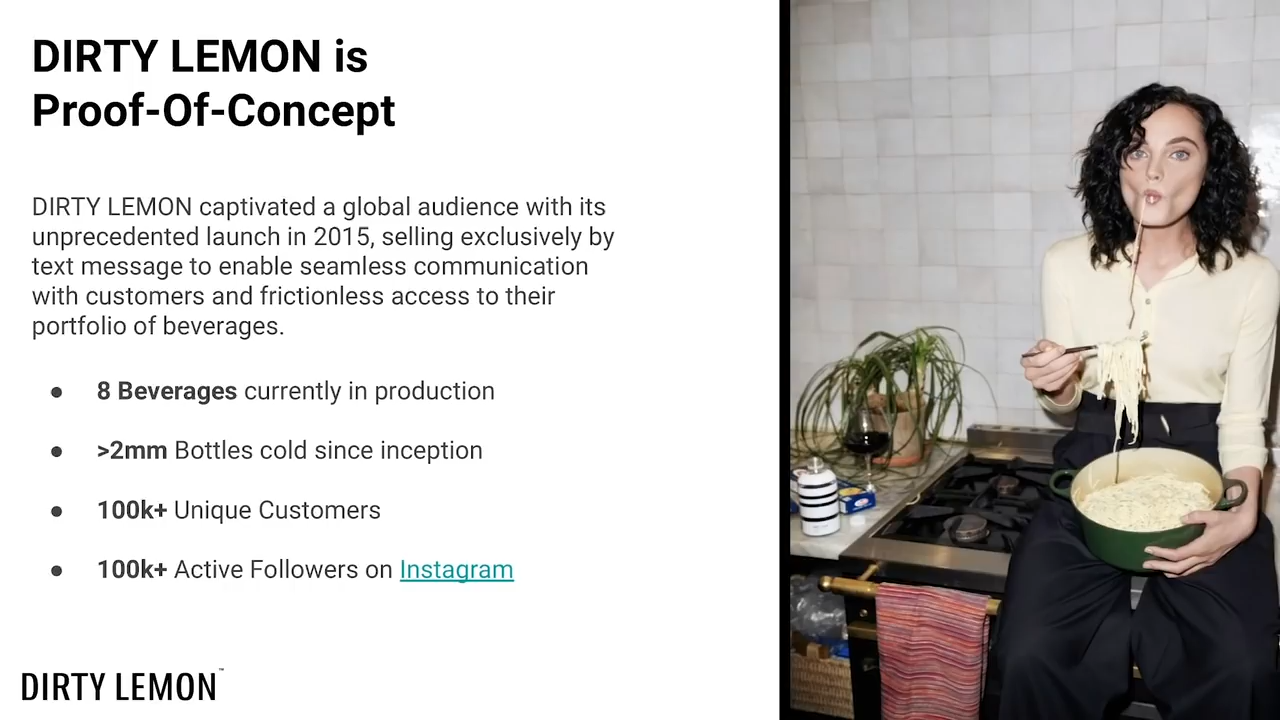 DIRTY LEMON is
Proof-Of-Concept
DIRTY LEMON captivated a global audience with its
unprecedented launch in 2015, selling exclusively by
text message to enable seamless communication
with customers and frictionless access to their
portfolio of beverages.
● 8 Beverages currently in production
● >2mm Bottles cold since inception
● 100k+ Unique Customers
● 100k+ Active Followers on Instagram
DIRTY LEMON™